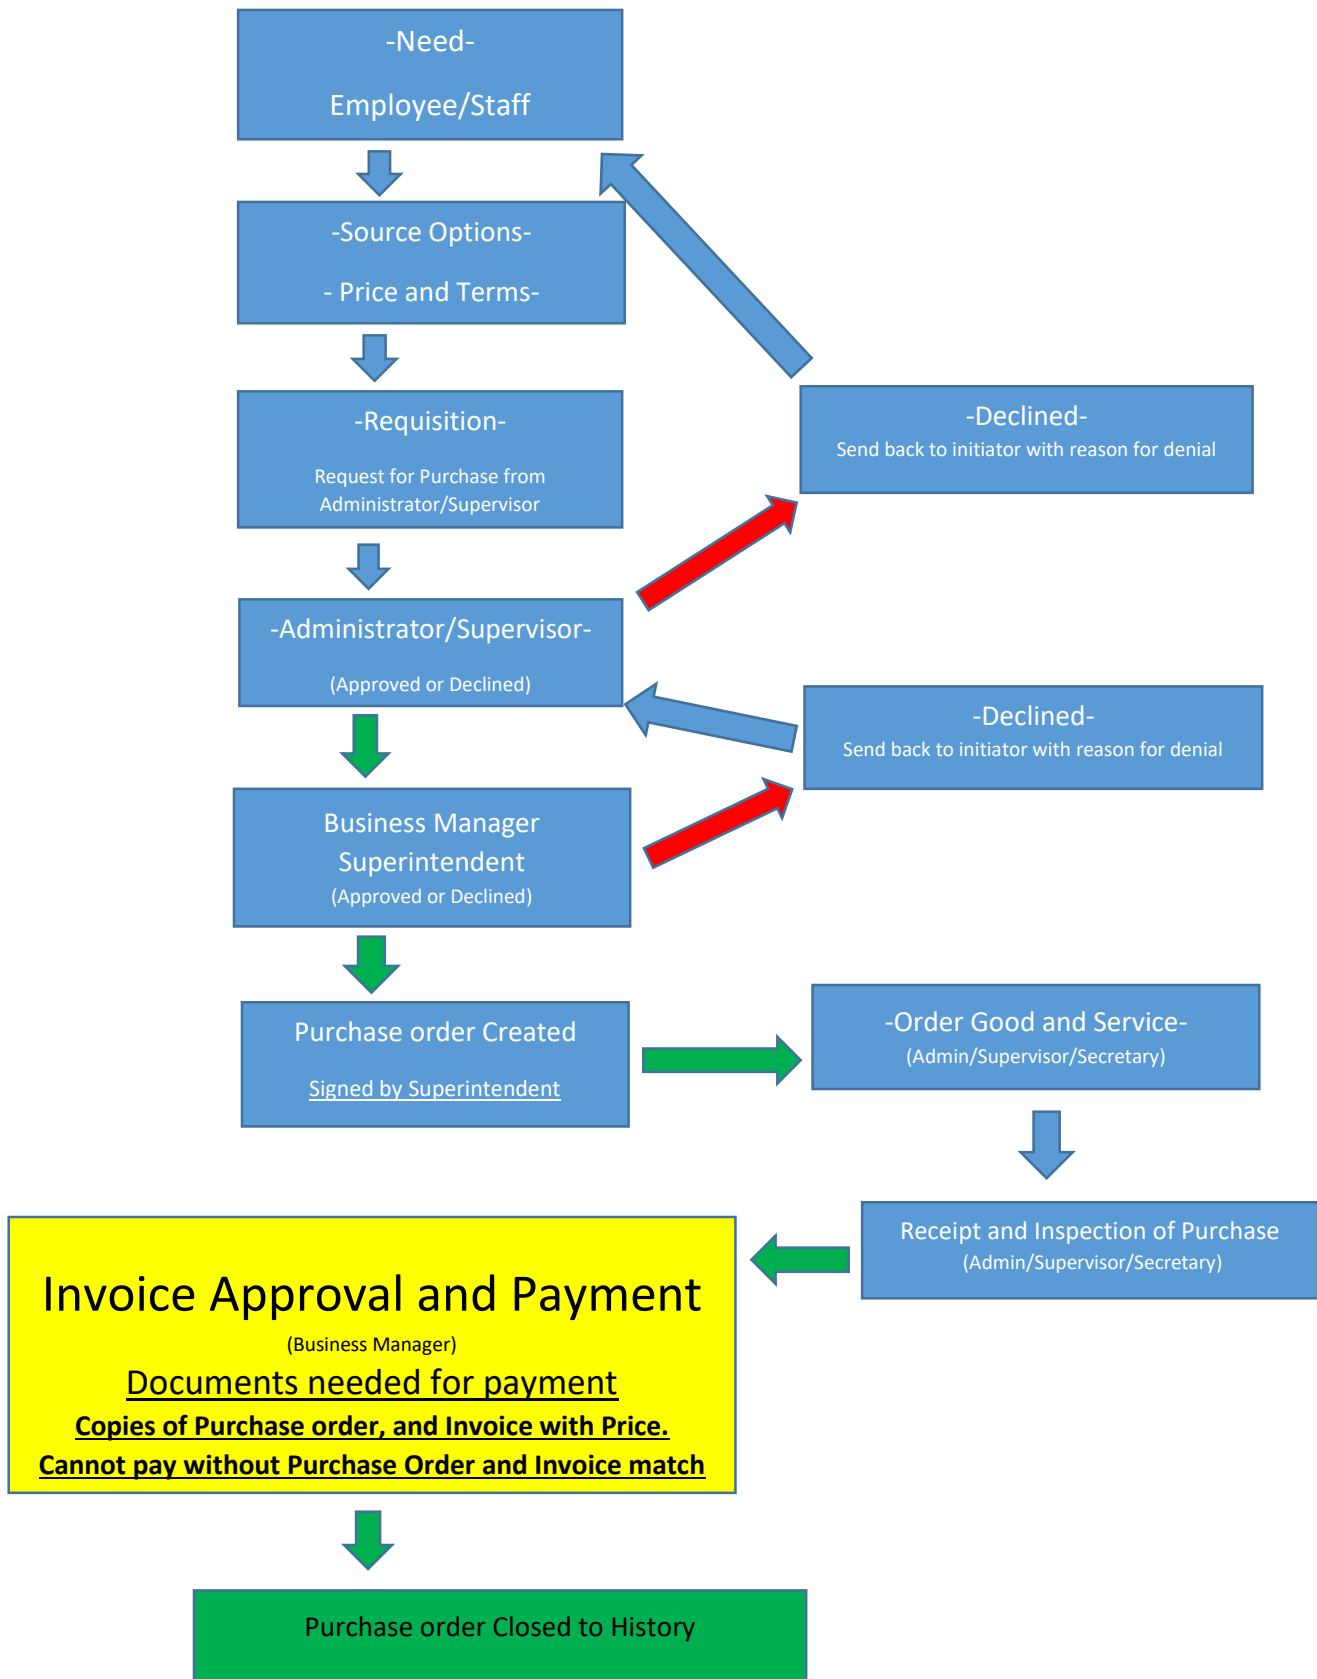 -Need-
Employee/Staff
-Source Options-
- Price and Terms-
-Requisition-
Request for Purchase from
Administrator/Supervisor
-Declined-
Send back to initiator with reason for denial
-Administrator/Supervisor-
(Approved or Declined)
-Declined-
Send back to initiator with reason for denial
Business Manager
Superintendent
(Approved or Declined)
Purchase order Created
Signed by Superintendent
-Order Good and Service-
(Admin/Supervisor/Secretary)
Receipt and Inspection of Purchase
(Admin/Supervisor/Secretary)
Invoice Approval and Payment
(Business Manager)
Documents needed for payment
Copies of Purchase order, and Invoice with Price.
Cannot pay without Purchase Order and Invoice match
Purchase order Closed to History